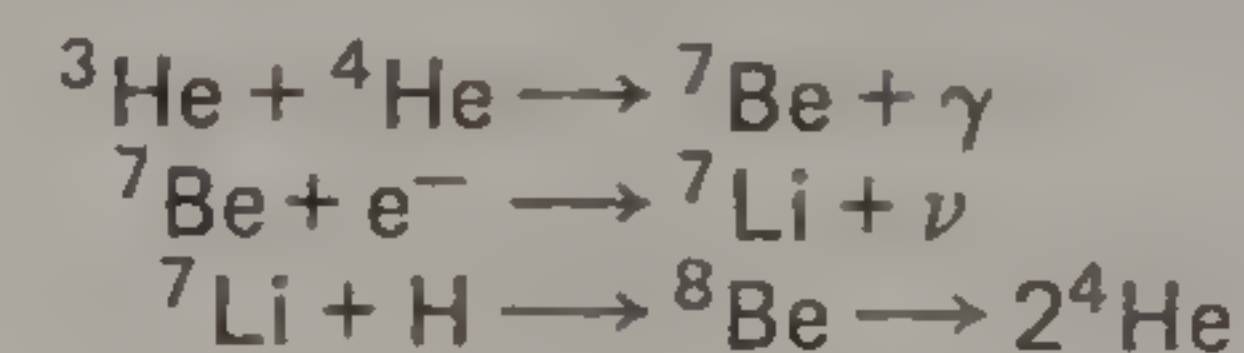 ³He + ⁴He ⟶ ⁷Be + γ
⁷Be + e⁻ ⟶ ⁷Li + ν
⁷Li + H ⟶ ⁸Be ⟶ 2⁴He